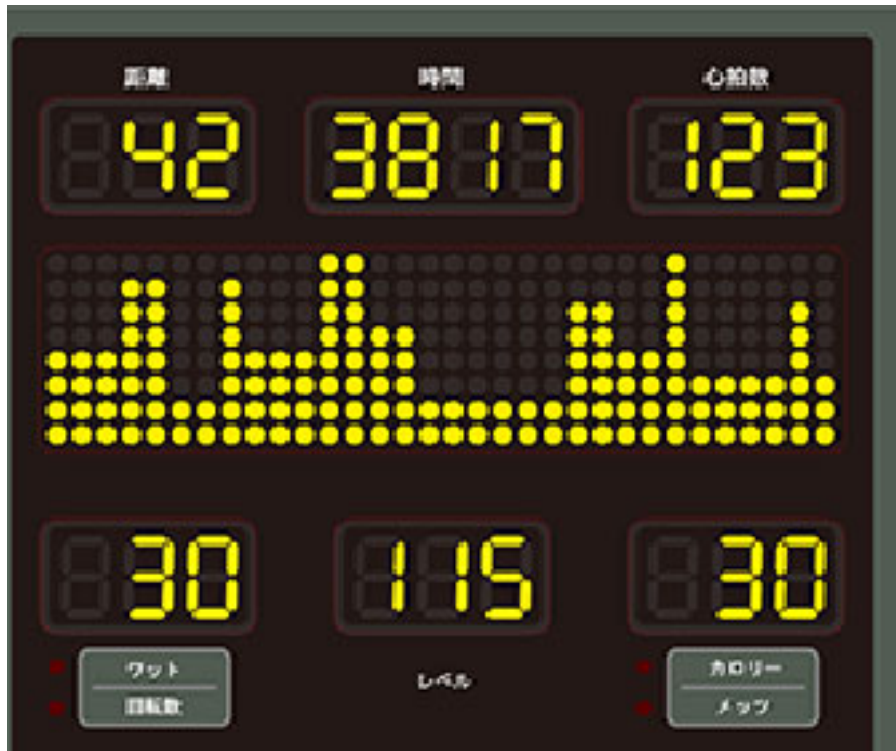 距離 時間 心拍数
42 3817 123
30 115 30
ワット カロリー
レベル
回転数 メッツ